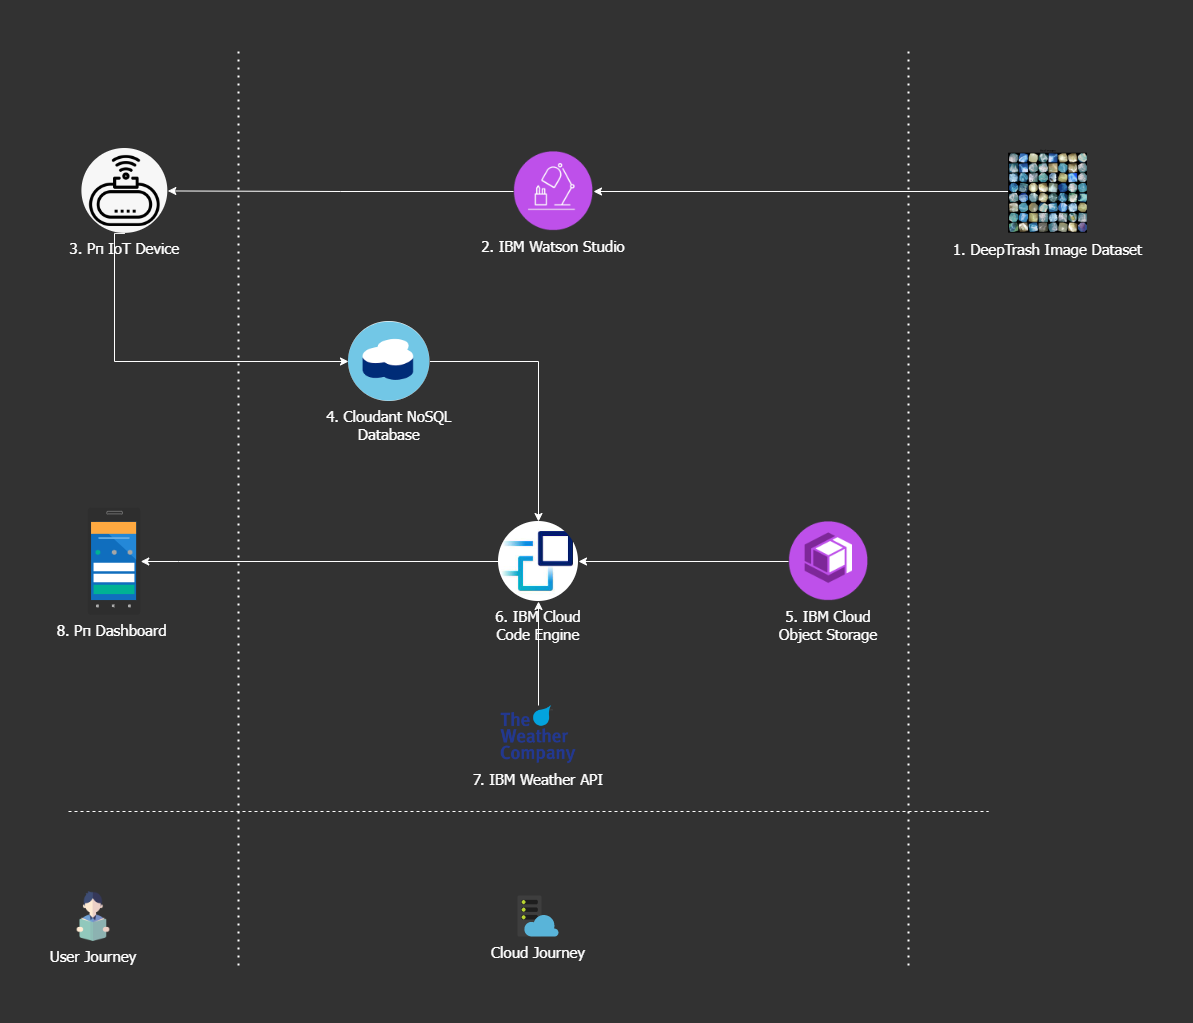 3. Pπ IoT Device
2. IBM Watson Studio
1. DeepTrash Image Dataset
4. Cloudant NoSQL
Database
8. Pπ Dashboard
6. IBM Cloud
Code Engine
5. IBM Cloud
Object Storage
The
Weather
Company
7. IBM Weather API
User Journey
Cloud Journey